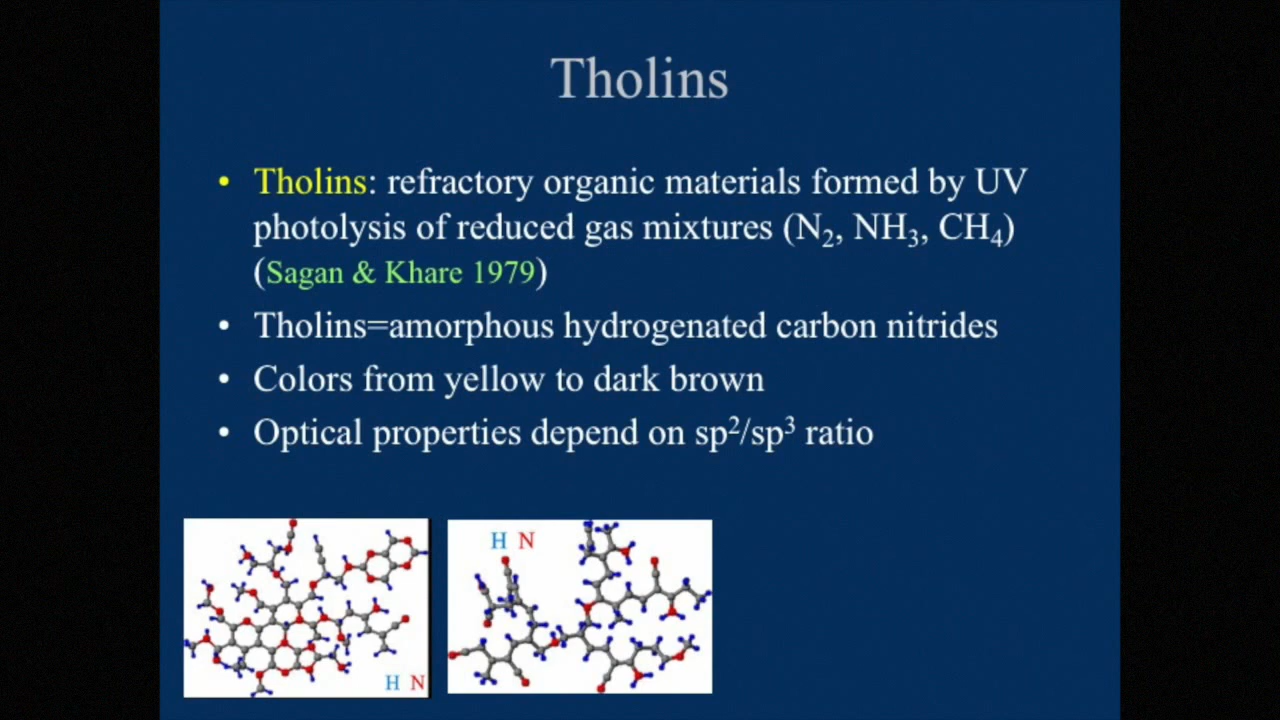 Tholins
• Tholins: refractory organic materials formed by UV
photolysis of reduced gas mixtures (N₂, NH₃, CH₄)
(Sagan & Khare 1979)
• Tholins=amorphous hydrogenated carbon nitrides
• Colors from yellow to dark brown
• Optical properties depend on sp²/sp³ ratio
H N
H N